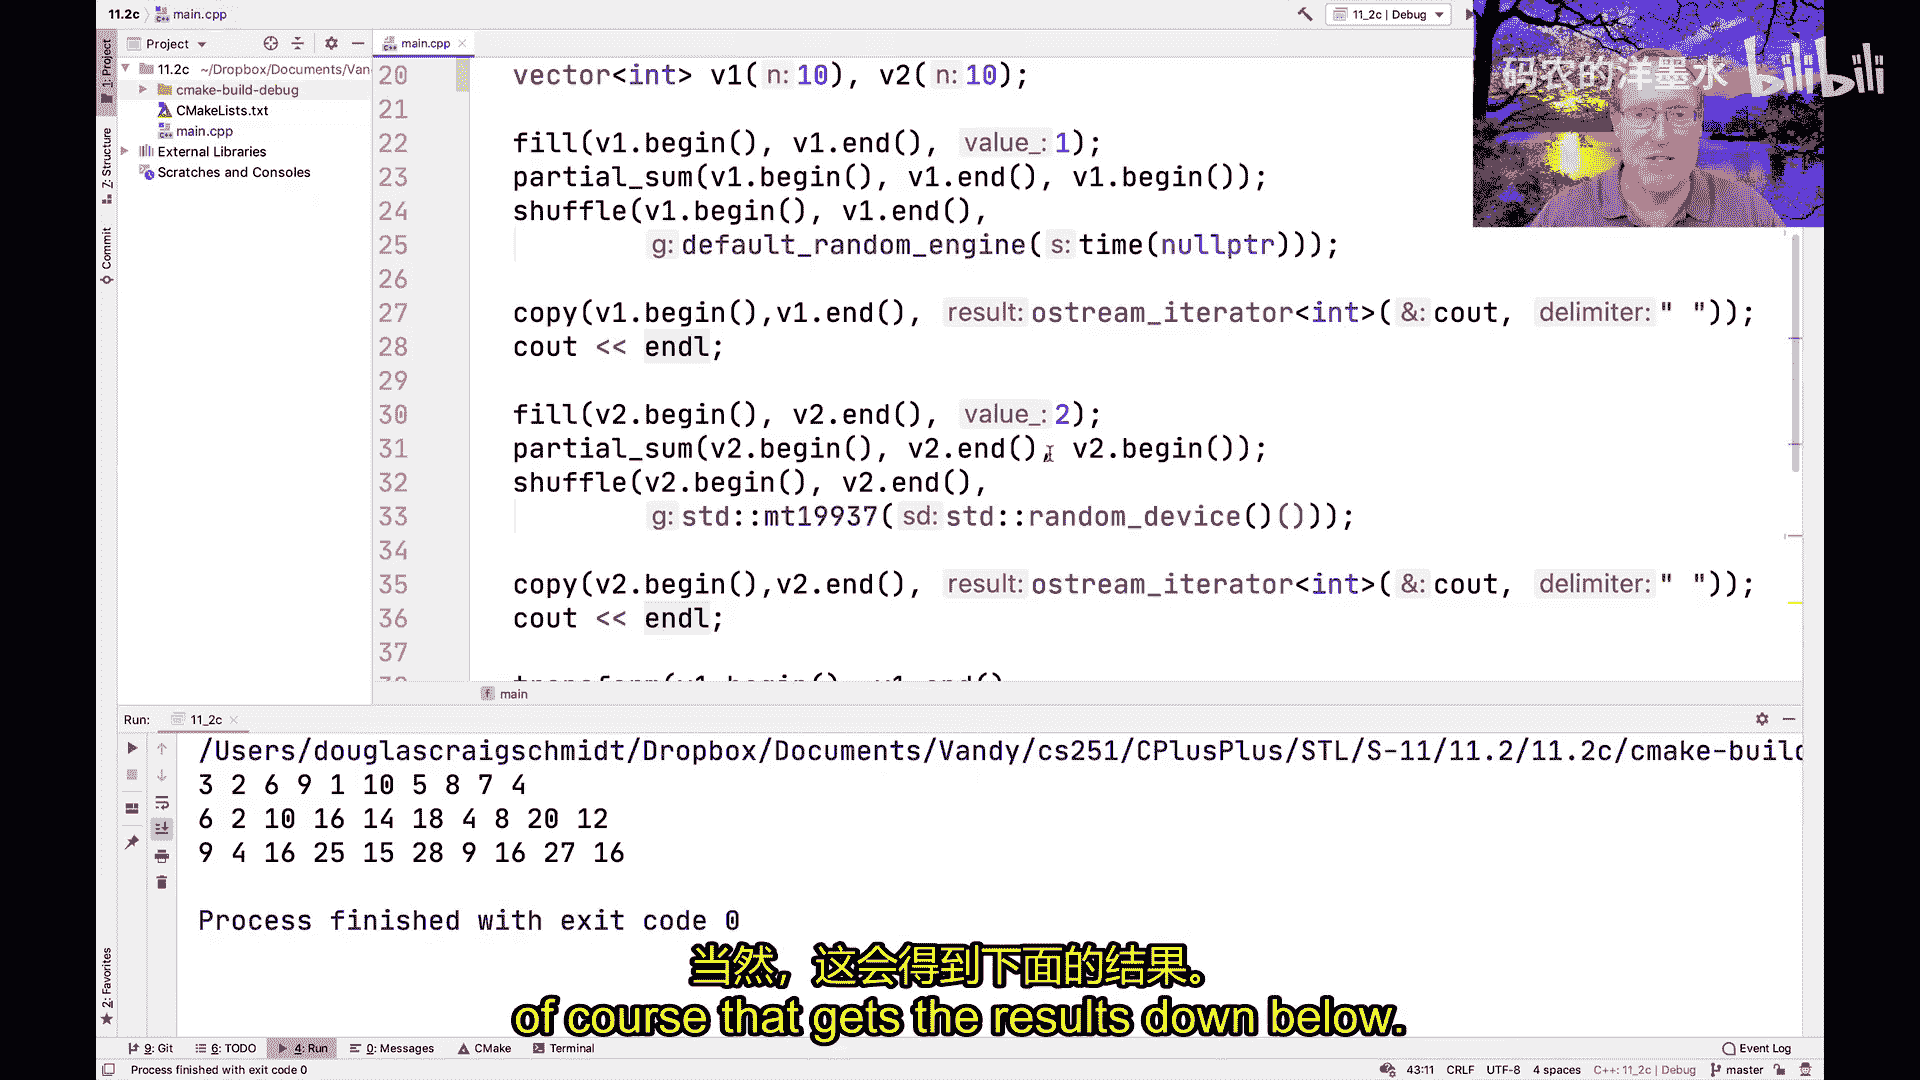 11.2c main.cpp
11_2c | Debug
码农的洋墨水 bilibili
1: Project
Project
main.cpp
11.2c ~/Dropbox/Documents/Van
cmake-build-debug
CMakeLists.txt
main.cpp
External Libraries
Scratches and Consoles
Z: Structure
Commit
20 vector<int> v1( n: 10), v2( n: 10);
21
22 fill(v1.begin(), v1.end(), value_: 1);
23 partial_sum(v1.begin(), v1.end(), v1.begin());
24 shuffle(v1.begin(), v1.end(),
25 g: default_random_engine( s: time(nullptr)));
26
27 copy(v1.begin(),v1.end(), result: ostream_iterator<int>( &: cout, delimiter: " "));
28 cout << endl;
29
30 fill(v2.begin(), v2.end(), value_: 2);
31 partial_sum(v2.begin(), v2.end(), v2.begin());
32 shuffle(v2.begin(), v2.end(),
33 g: std::mt19937( sd: std::random_device()()));
34
35 copy(v2.begin(),v2.end(), result: ostream_iterator<int>( &: cout, delimiter: " "));
36 cout << endl;
37
main
Run: 11_2c
/Users/douglascraigschmidt/Dropbox/Documents/Vandy/cs251/CPlusPlus/STL/S-11/11.2/11.2c/cmake-build
3 2 6 9 1 10 5 8 7 4
6 2 10 16 14 18 4 8 20 12
9 4 16 25 15 28 9 16 27 16
Process finished with exit code 0
当然，这会得到下面的结果。
of course that gets the results down below.
2: Favorites
9: Git 6: TODO 4: Run 0: Messages CMake Terminal Event Log
Process finished with exit code 0 43:11 CRLF UTF-8 4 spaces C++: 11_2c | Debug master